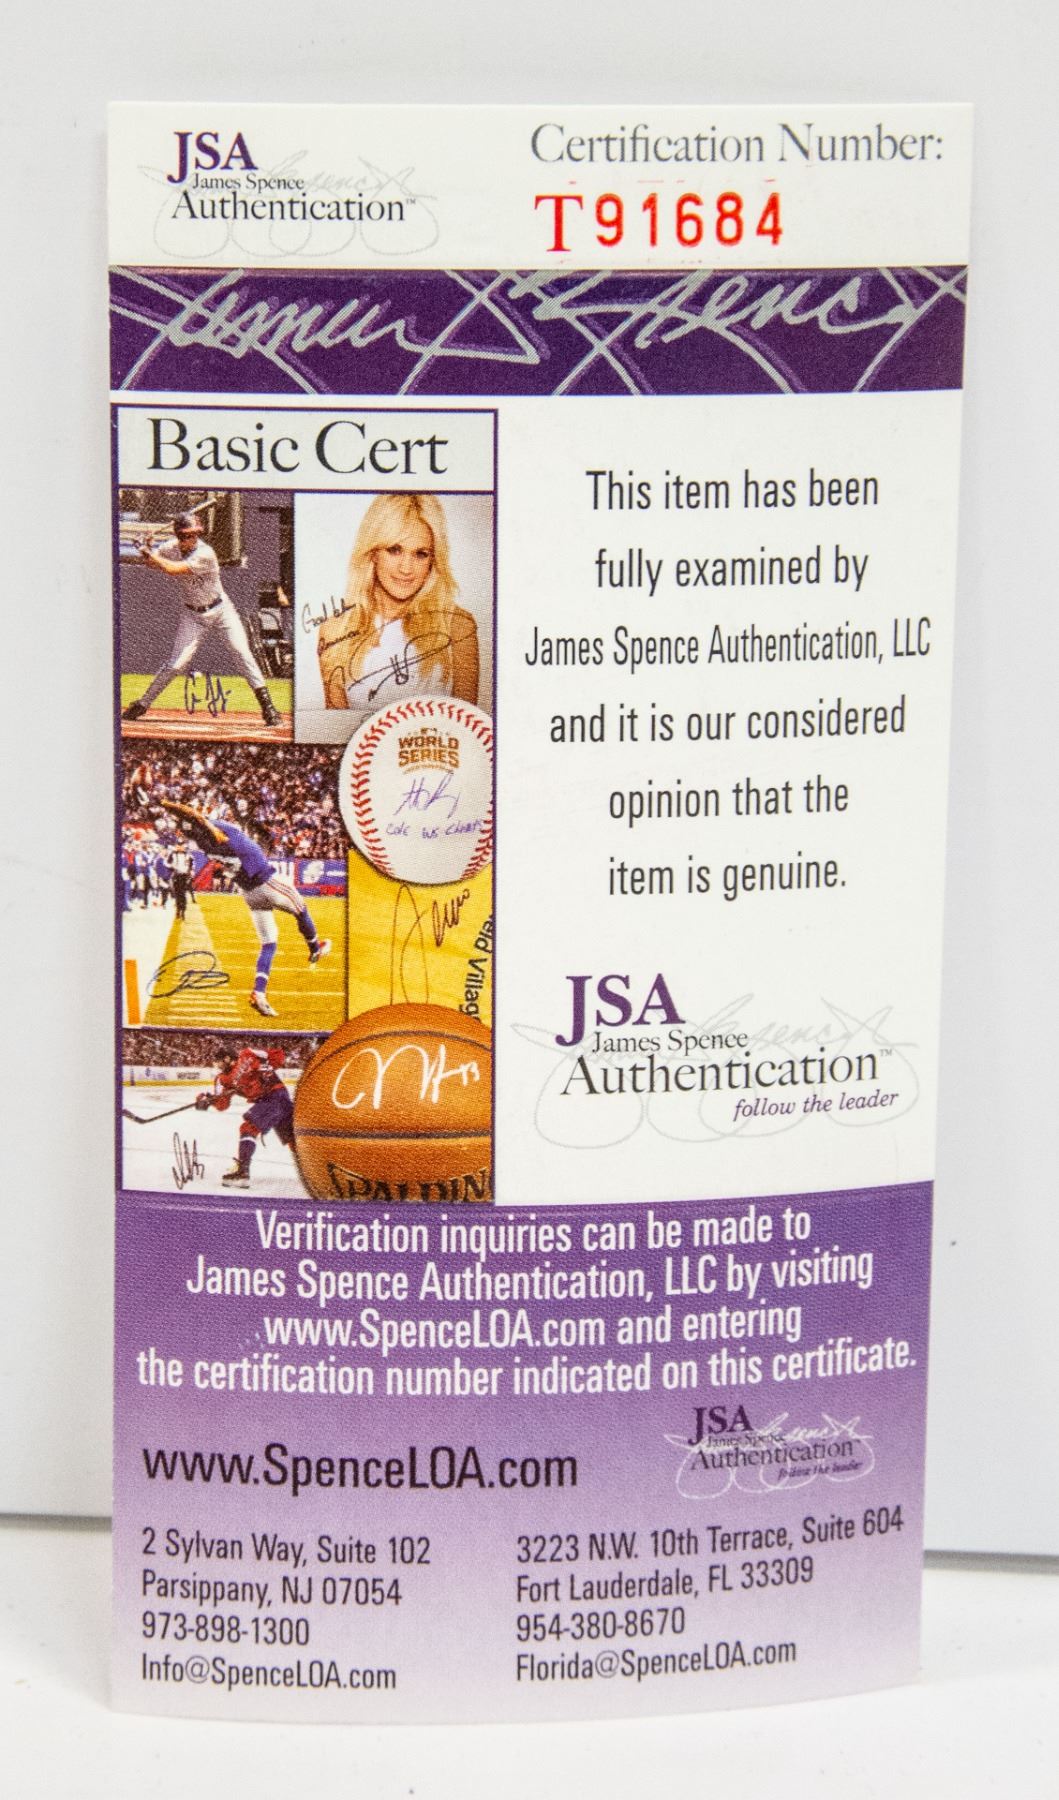 JSA
James Spence
Authentication™
Certification Number:
T91684
James Spence
Basic Cert
WORLD
SERIES
SPALDIN
This item has been
fully examined by
James Spence Authentication, LLC
and it is our considered
opinion that the
item is genuine.
JSA
James Spence
Authentication™
follow the leader
Verification inquiries can be made to
James Spence Authentication, LLC by visiting
www.SpenceLOA.com and entering
the certification number indicated on this certificate.
www.SpenceLOA.com
JSA
James Spence
Authentication
follow the leader
2 Sylvan Way, Suite 102
Parsippany, NJ 07054
973-898-1300
Info@SpenceLOA.com
3223 N.W. 10th Terrace, Suite 604
Fort Lauderdale, FL 33309
954-380-8670
Florida@SpenceLOA.com